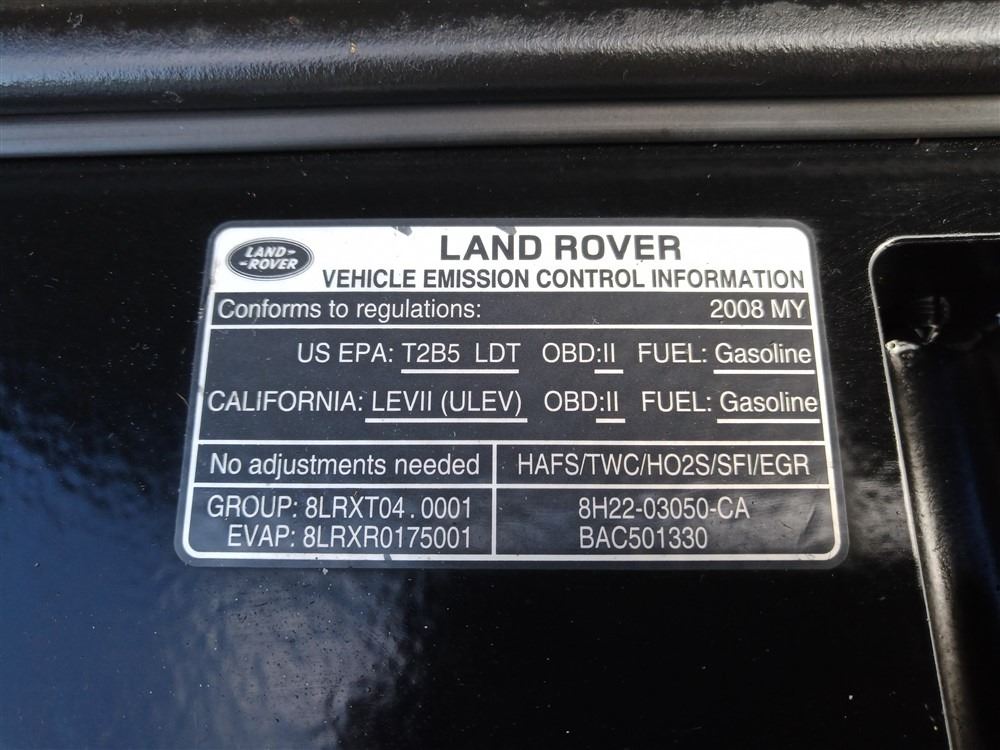 LAND-
-ROVER
LAND ROVER
VEHICLE EMISSION CONTROL INFORMATION
Conforms to regulations: 2008 MY
US EPA: T2B5 LDT OBD:II FUEL: Gasoline
CALIFORNIA: LEVII (ULEV) OBD:II FUEL: Gasoline
No adjustments needed HAFS/TWC/HO2S/SFI/EGR
GROUP: 8LRXT04.0001 8H22-03050-CA
EVAP: 8LRXR0175001 BAC501330